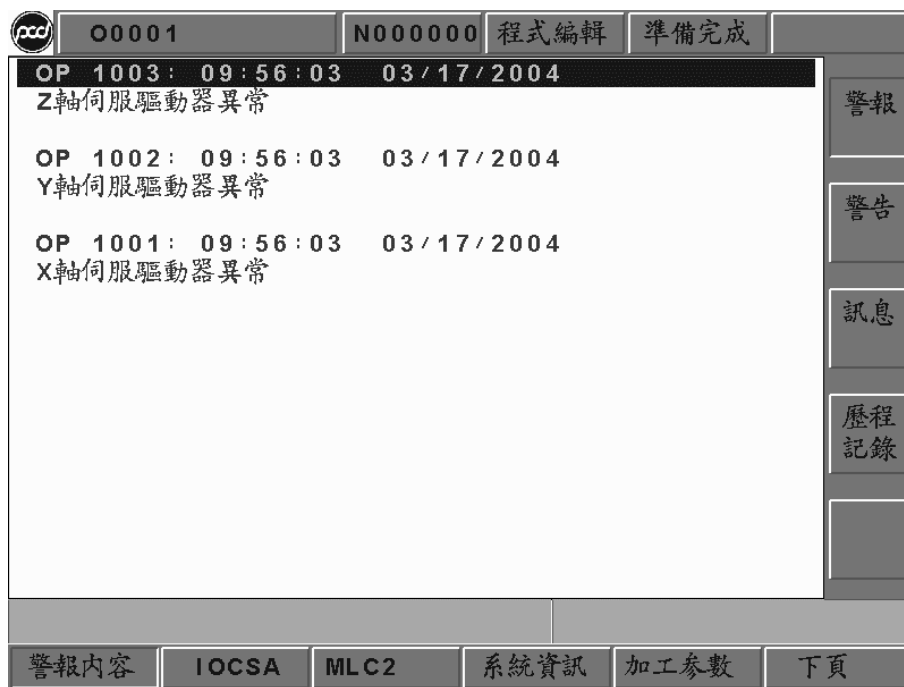 pcd O0001 N000000 程式編輯 準備完成
OP 1003: 09:56:03 03/17/2004
Z軸伺服驅動器異常
OP 1002: 09:56:03 03/17/2004
Y軸伺服驅動器異常
OP 1001: 09:56:03 03/17/2004
X軸伺服驅動器異常
警報
警告
訊息
歷程
記錄
警報內容 IOCSA MLC2 系統資訊 加工參數 下頁